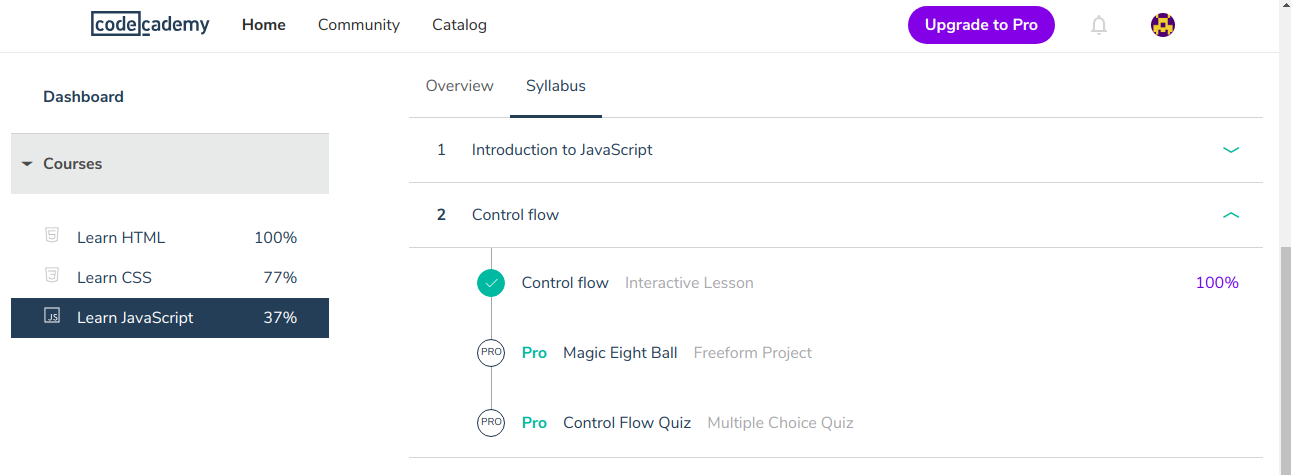 codecademy Home Community Catalog Upgrade to Pro
Dashboard
Courses
Learn HTML 100%
Learn CSS 77%
JS Learn JavaScript 37%
Overview Syllabus
1 Introduction to JavaScript
2 Control flow
Control flow Interactive Lesson 100%
PRO Pro Magic Eight Ball Freeform Project
PRO Pro Control Flow Quiz Multiple Choice Quiz